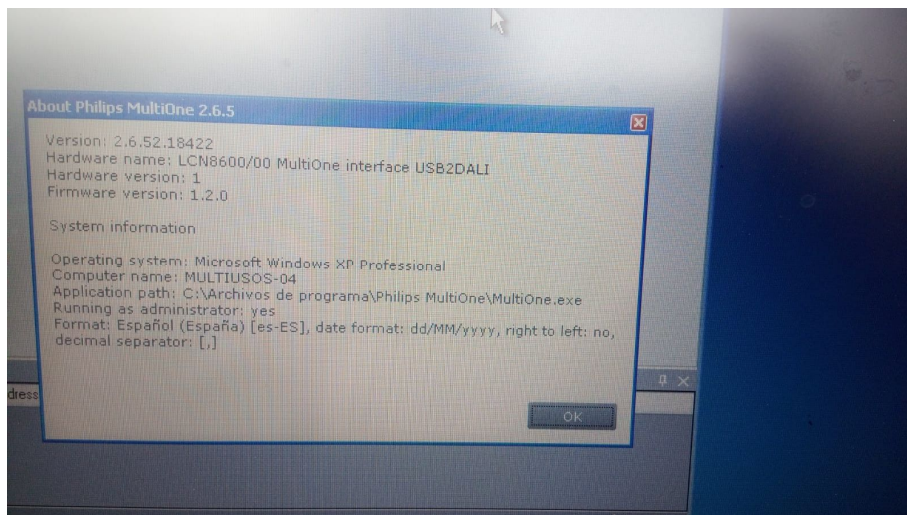 About Philips MultiOne 2.6.5
Version: 2.6.52.18422
Hardware name: LCN8600/00 MultiOne interface USB2DALI
Hardware version: 1
Firmware version: 1.2.0
System information
Operating system: Microsoft Windows XP Professional
Computer name: MULTIUSOS-04
Application path: C:\Archivos de programa\Philips MultiOne\MultiOne.exe
Running as administrator: yes
Format: Español (España) [es-ES], date format: dd/MM/yyyy, right to left: no,
decimal separator: [,]
dress
OK